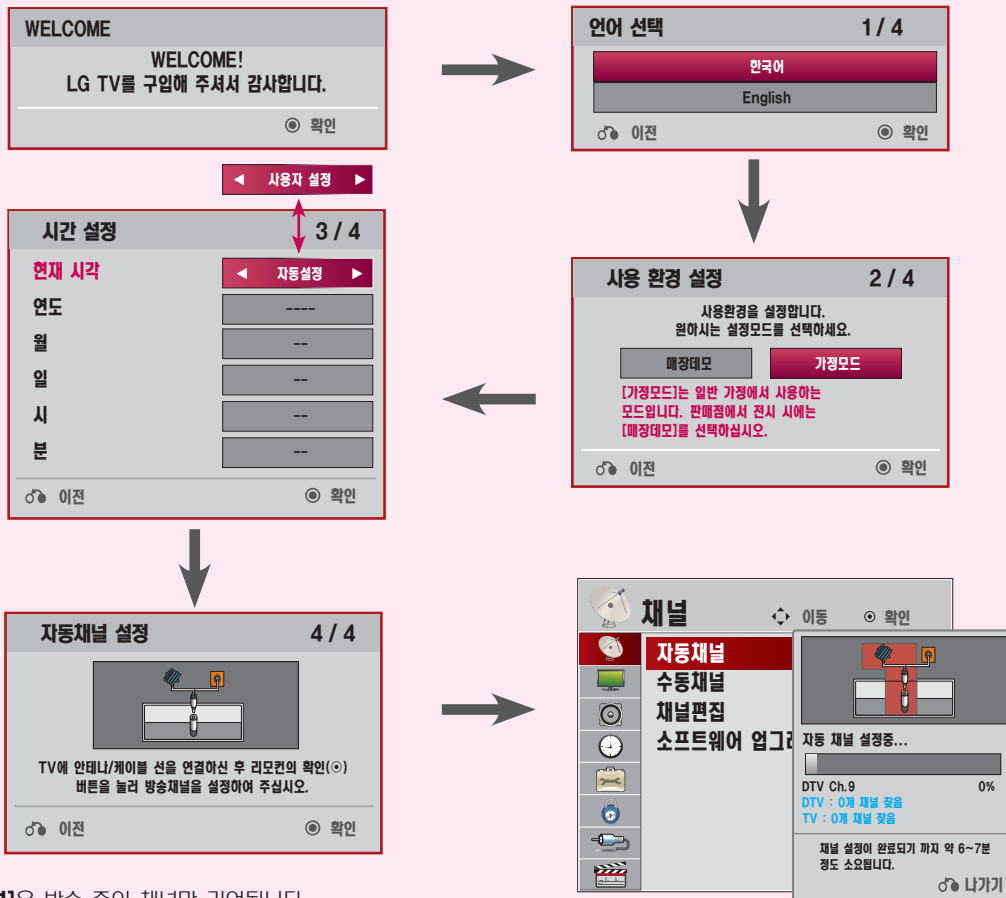 WELCOME
WELCOME!
LG TV를 구입해 주셔서 감사합니다.
확인
언어 선택 1 / 4
한국어
English
이전 확인
사용 환경 설정 2 / 4
사용환경을 설정합니다.
원하시는 설정모드를 선택하세요.
매장데모 가정모드
[가정모드]는 일반 가정에서 사용하는
모드입니다. 판매점에서 전시 시에는
[매장데모]를 선택하십시오.
이전 확인
◀ 사용자 설정 ▶
시간 설정 3 / 4
현재 시각 ◀ 자동설정 ▶
연도 ----
월 --
일 --
시 --
분 --
이전 확인
자동채널 설정 4 / 4
TV에 안테나/케이블 선을 연결하신 후 리모컨의 확인(⊙)
버튼을 눌러 방송채널을 설정하여 주십시오.
이전 확인
채널 이동 ⊙ 확인
자동채널
수동채널
채널편집
소프트웨어 업그레
자동 채널 설정중...
DTV Ch.9 0%
DTV : 0개 채널 찾음
TV : 0개 채널 찾음
채널 설정이 완료되기 까지 약 6~7분
정도 소요됩니다.
나가기